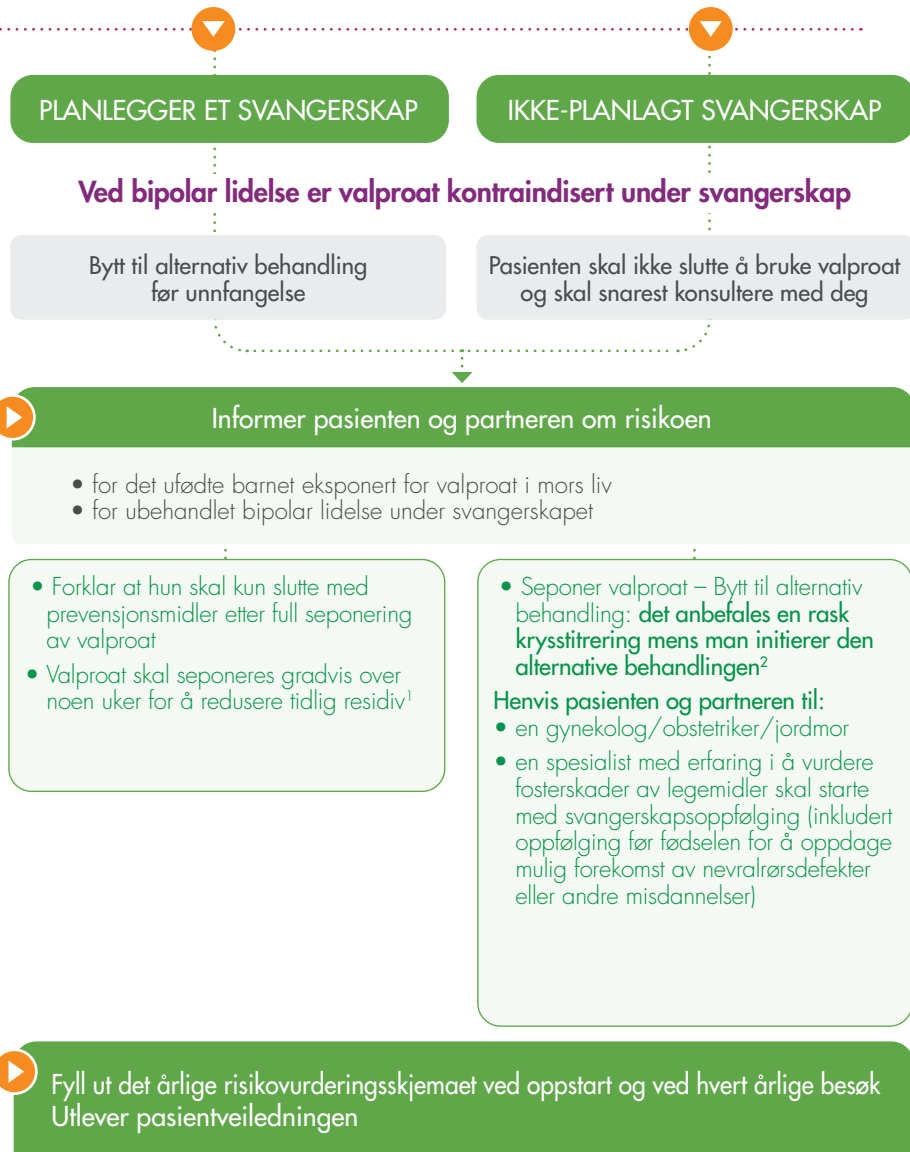 PLANLEGGER ET SVANGERSKAP
IKKE-PLANLAGT SVANGERSKAP
Ved bipolar lidelse er valproat kontraindisert under svangerskap
Bytt til alternativ behandling
før unnfangelse
Pasienten skal ikke slutte å bruke valproat
og skal snarest konsultere med deg
Informer pasienten og partneren om risikoen
• for det ufødte barnet eksponert for valproat i mors liv
• for ubehandlet bipolar lidelse under svangerskapet
• Forklar at hun skal kun slutte med
prevensjonsmidler etter full seponering
av valproat
• Valproat skal seponeres gradvis over
noen uker for å redusere tidlig residiv¹
• Seponer valproat – Bytt til alternativ
behandling: det anbefales en rask
krysstitrering mens man initierer den
alternative behandlingen²
Henvis pasienten og partneren til:
• en gynekolog/obstetriker/jordmor
• en spesialist med erfaring i å vurdere
fosterskader av legemidler skal starte
med svangerskapsoppfølging (inkludert
oppfølging før fødselen for å oppdage
mulig forekomst av nevralrørsdefekter
eller andre misdannelser)
Fyll ut det årlige risikovurderingsskjemaet ved oppstart og ved hvert årlige besøk
Utlever pasientveiledningen